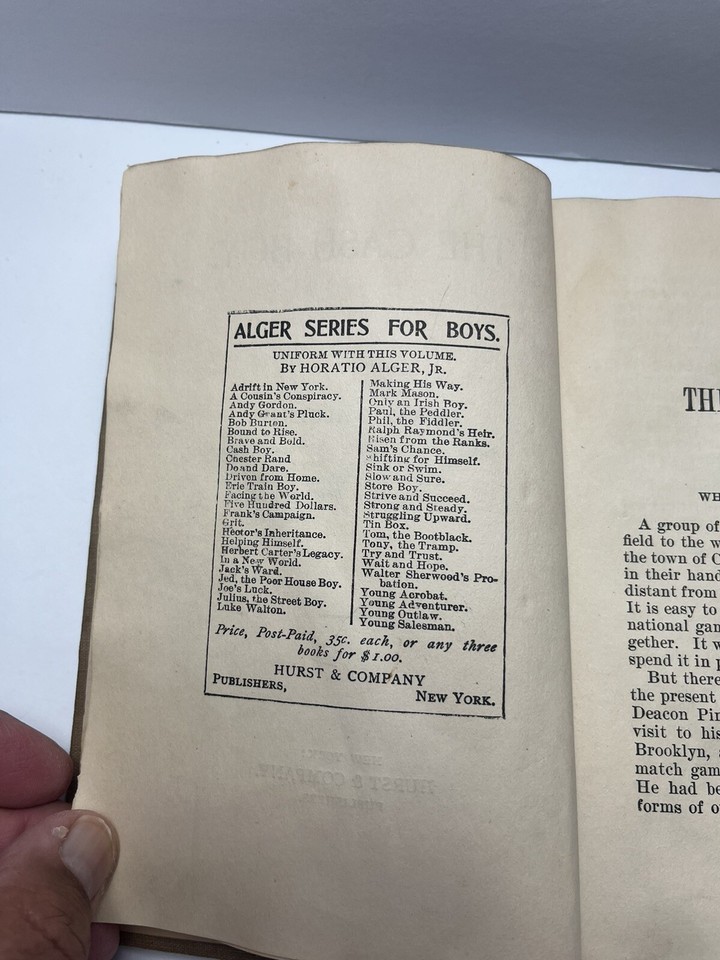 ALGER SERIES FOR BOYS.
UNIFORM WITH THIS VOLUME.
BY HORATIO ALGER, JR.
Adrift in New York.
A Cousin's Conspiracy.
Andy Gordon.
Andy Grant's Pluck.
Bob Burton.
Bound to Rise.
Brave and Bold.
Cash Boy.
Chester Rand
Do and Dare.
Driven from Home.
Erie Train Boy.
Facing the World.
Five Hundred Dollars.
Frank's Campaign.
Grit.
Hector's Inheritance.
Helping Himself.
Herbert Carter's Legacy.
In a New World.
Jack's Ward.
Jed, the Poor House Boy.
Joe's Luck.
Julius, the Street Boy.
Luke Walton.
Making His Way.
Mark Mason.
Only an Irish Boy.
Paul, the Peddler.
Phil, the Fiddler.
Ralph Raymond's Heir.
Risen from the Ranks.
Sam's Chance.
Shifting for Himself.
Sink or Swim.
Slow and Sure.
Store Boy.
Strive and Succeed.
Strong and Steady.
Struggling Upward.
Tin Box.
Tom, the Bootblack.
Tony, the Tramp.
Try and Trust.
Wait and Hope.
Walter Sherwood's Pro-
bation.
Young Acrobat.
Young Adventurer.
Young Outlaw.
Young Salesman.
Price, Post-Paid, 35c. each, or any three
books for $1.00.
HURST & COMPANY
PUBLISHERS, NEW YORK.
A group of
field to the w
the town of C
in their hand
distant from
It is easy to
national gam
gether. It w
spend it in p
But there
the present
Deacon Pin
visit to his
Brooklyn,
match gam
He had be
forms of o